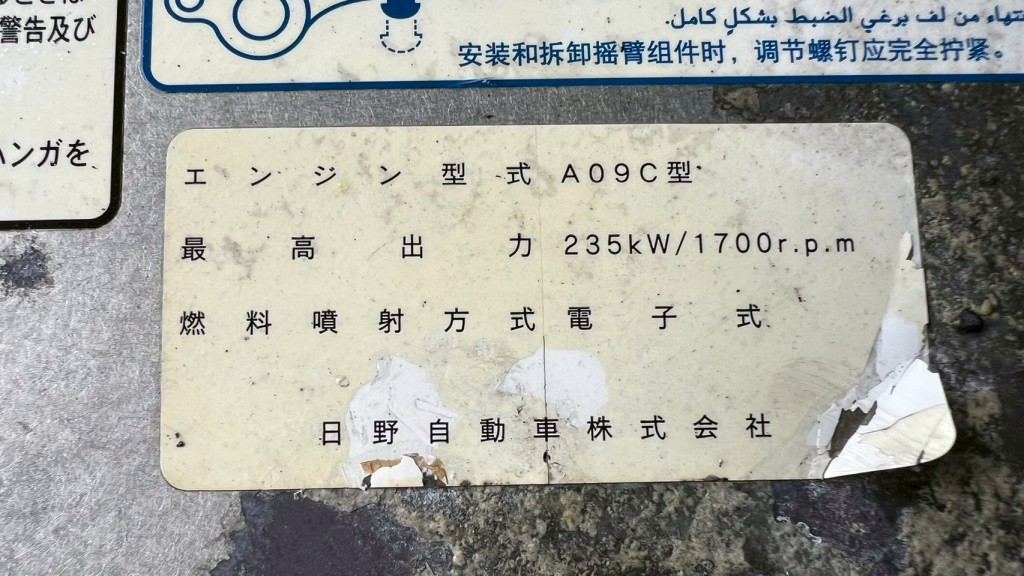 警告及び
ハンガを
بشكلٍ كامل.
安装和拆卸摇臂组件时，调节螺钉应完全拧紧。
エンジン型式 A09C型
最高出力 235kW/1700r.p.m
燃料噴射方式 電子式
日野自動車株式会社